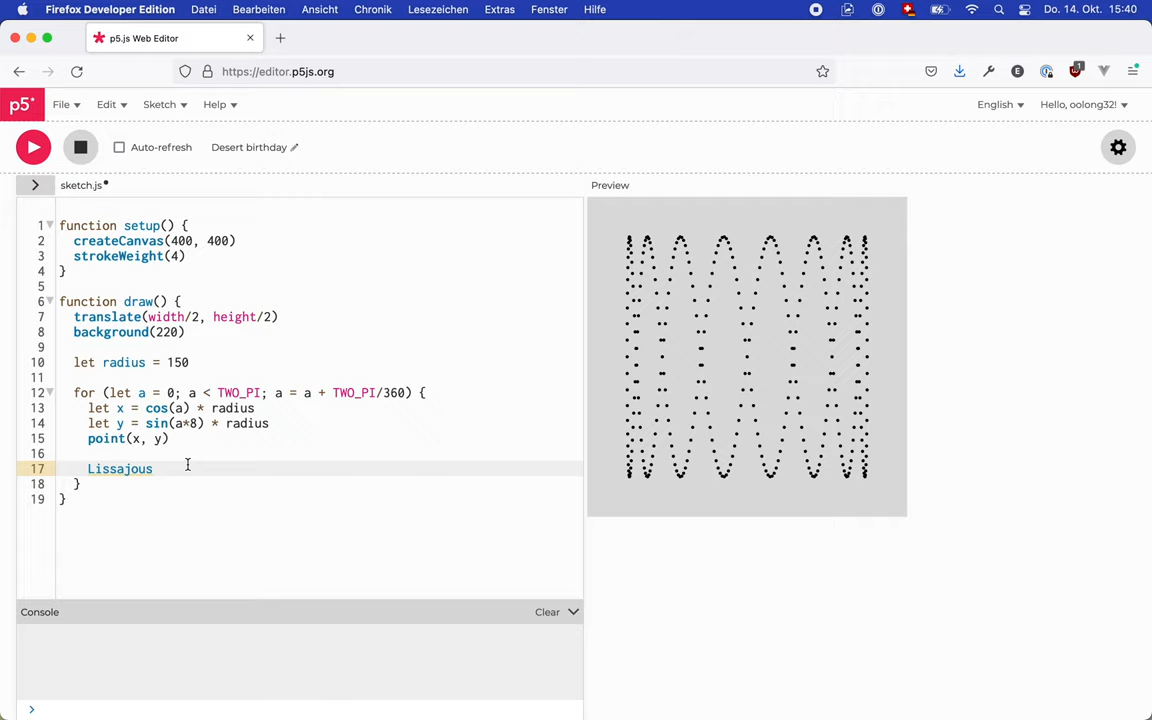 Firefox Developer Edition Datei Bearbeiten Ansicht Chronik Lesezeichen Extras Fenster Hilfe Do. 14. Okt. 15:40
p5.js Web Editor
https://editor.p5js.org
1
p5* File Edit Sketch Help English Hello, oolong32!
Auto-refresh Desert birthday
sketch.js
Preview
1 function setup() {
2 createCanvas(400, 400)
3 strokeWeight(4)
4 }
5
6 function draw() {
7 translate(width/2, height/2)
8 background(220)
9
10 let radius = 150
11
12 for (let a = 0; a < TWO_PI; a = a + TWO_PI/360) {
13 let x = cos(a) * radius
14 let y = sin(a*8) * radius
15 point(x, y)
16
17 Lissajous
18 }
19 }
Console Clear
>